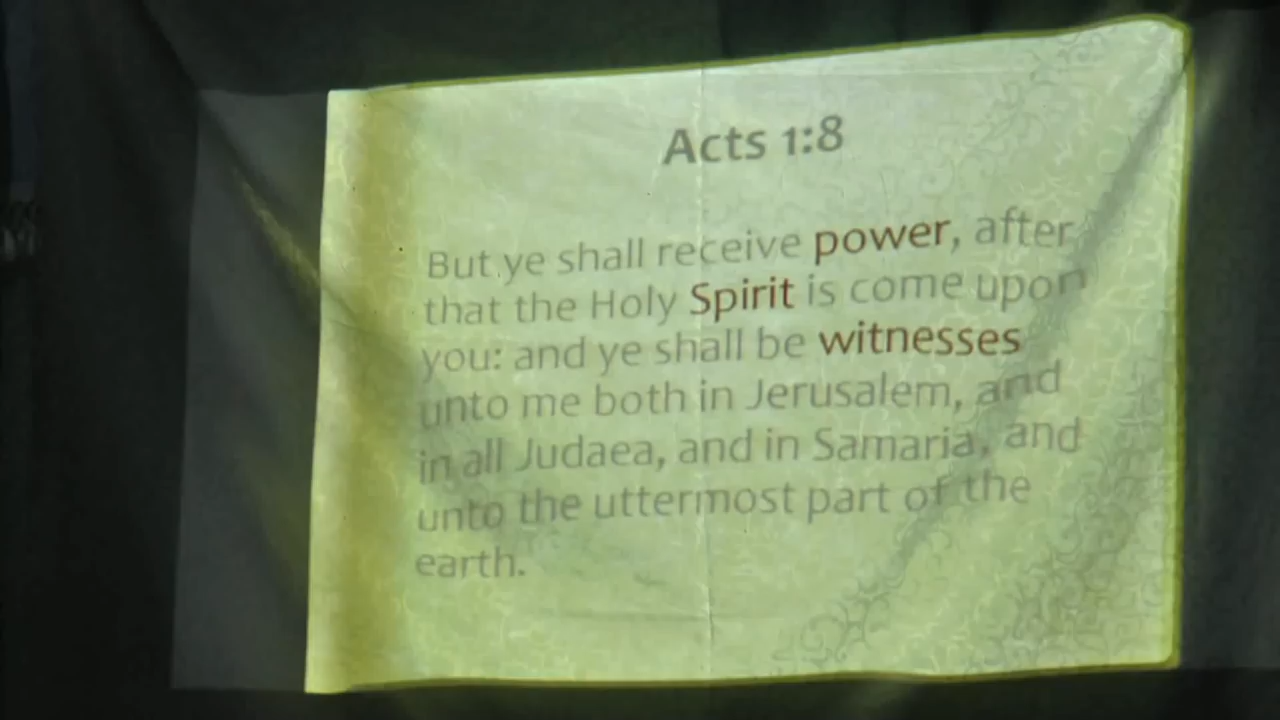 Acts 1:8
But ye shall receive power, after
that the Holy Spirit is come upon
you: and ye shall be witnesses
unto me both in Jerusalem, and
in all Judaea, and in Samaria, and
unto the uttermost part of the
earth.